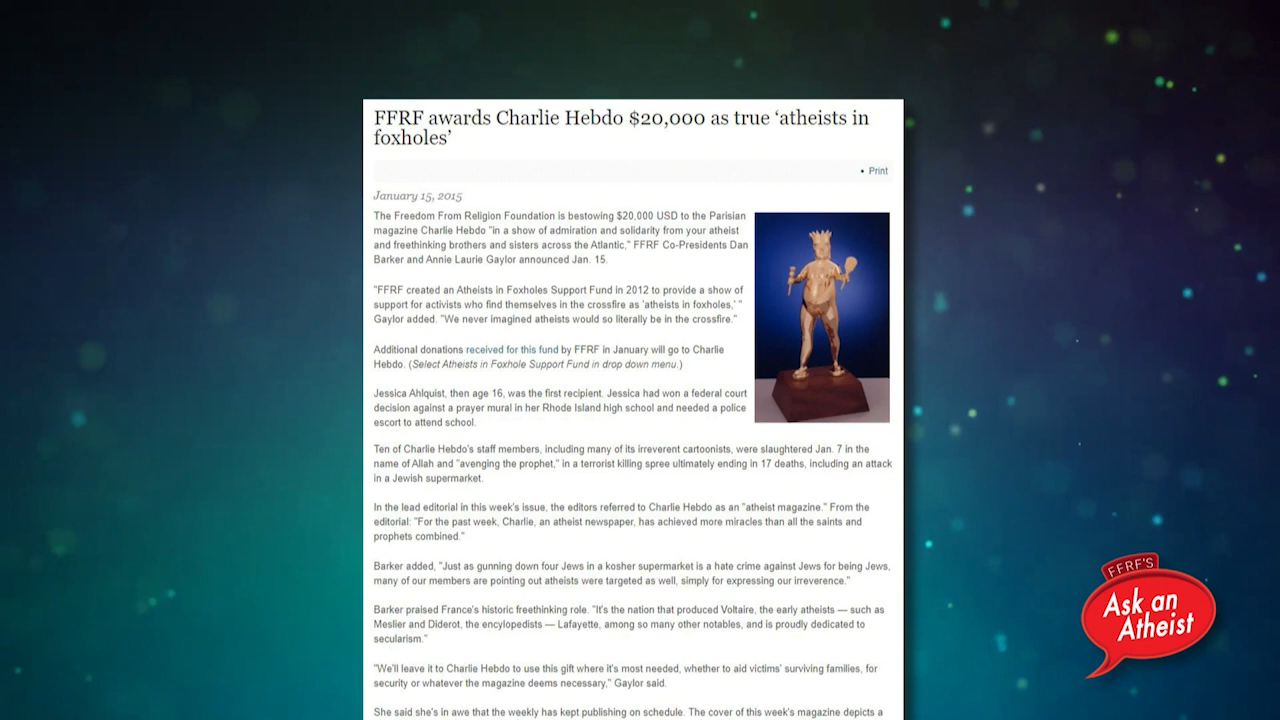 FFRF awards Charlie Hebdo $20,000 as true ‘atheists in
foxholes’
• Print
January 15, 2015
The Freedom From Religion Foundation is bestowing $20,000 USD to the Parisian
magazine Charlie Hebdo "in a show of admiration and solidarity from your atheist
and freethinking brothers and sisters across the Atlantic," FFRF Co-Presidents Dan
Barker and Annie Laurie Gaylor announced Jan. 15.
"FFRF created an Atheists in Foxholes Support Fund in 2012 to provide a show of
support for activists who find themselves in the crossfire as 'atheists in foxholes,' "
Gaylor added. "We never imagined atheists would so literally be in the crossfire."
Additional donations received for this fund by FFRF in January will go to Charlie
Hebdo. (Select Atheists in Foxhole Support Fund in drop down menu.)
Jessica Ahlquist, then age 16, was the first recipient. Jessica had won a federal court
decision against a prayer mural in her Rhode Island high school and needed a police
escort to attend school.
Ten of Charlie Hebdo's staff members, including many of its irreverent cartoonists, were slaughtered Jan. 7 in the
name of Allah and "avenging the prophet," in a terrorist killing spree ultimately ending in 17 deaths, including an attack
in a Jewish supermarket.
In the lead editorial in this week's issue, the editors referred to Charlie Hebdo as an "atheist magazine." From the
editorial: "For the past week, Charlie, an atheist newspaper, has achieved more miracles than all the saints and
prophets combined."
Barker added, "Just as gunning down four Jews in a kosher supermarket is a hate crime against Jews for being Jews,
many of our members are pointing out atheists were targeted as well, simply for expressing our irreverence."
Barker praised France's historic freethinking role. "It's the nation that produced Voltaire, the early atheists — such as
Meslier and Diderot, the encylopedists — Lafayette, among so many other notables, and is proudly dedicated to
secularism."
"We'll leave it to Charlie Hebdo to use this gift where it's most needed, whether to aid victims' surviving families, for
security or whatever the magazine deems necessary," Gaylor said.
She said she's in awe that the weekly has kept publishing on schedule. The cover of this week's magazine depicts a
FFRF'S
Ask an
Atheist